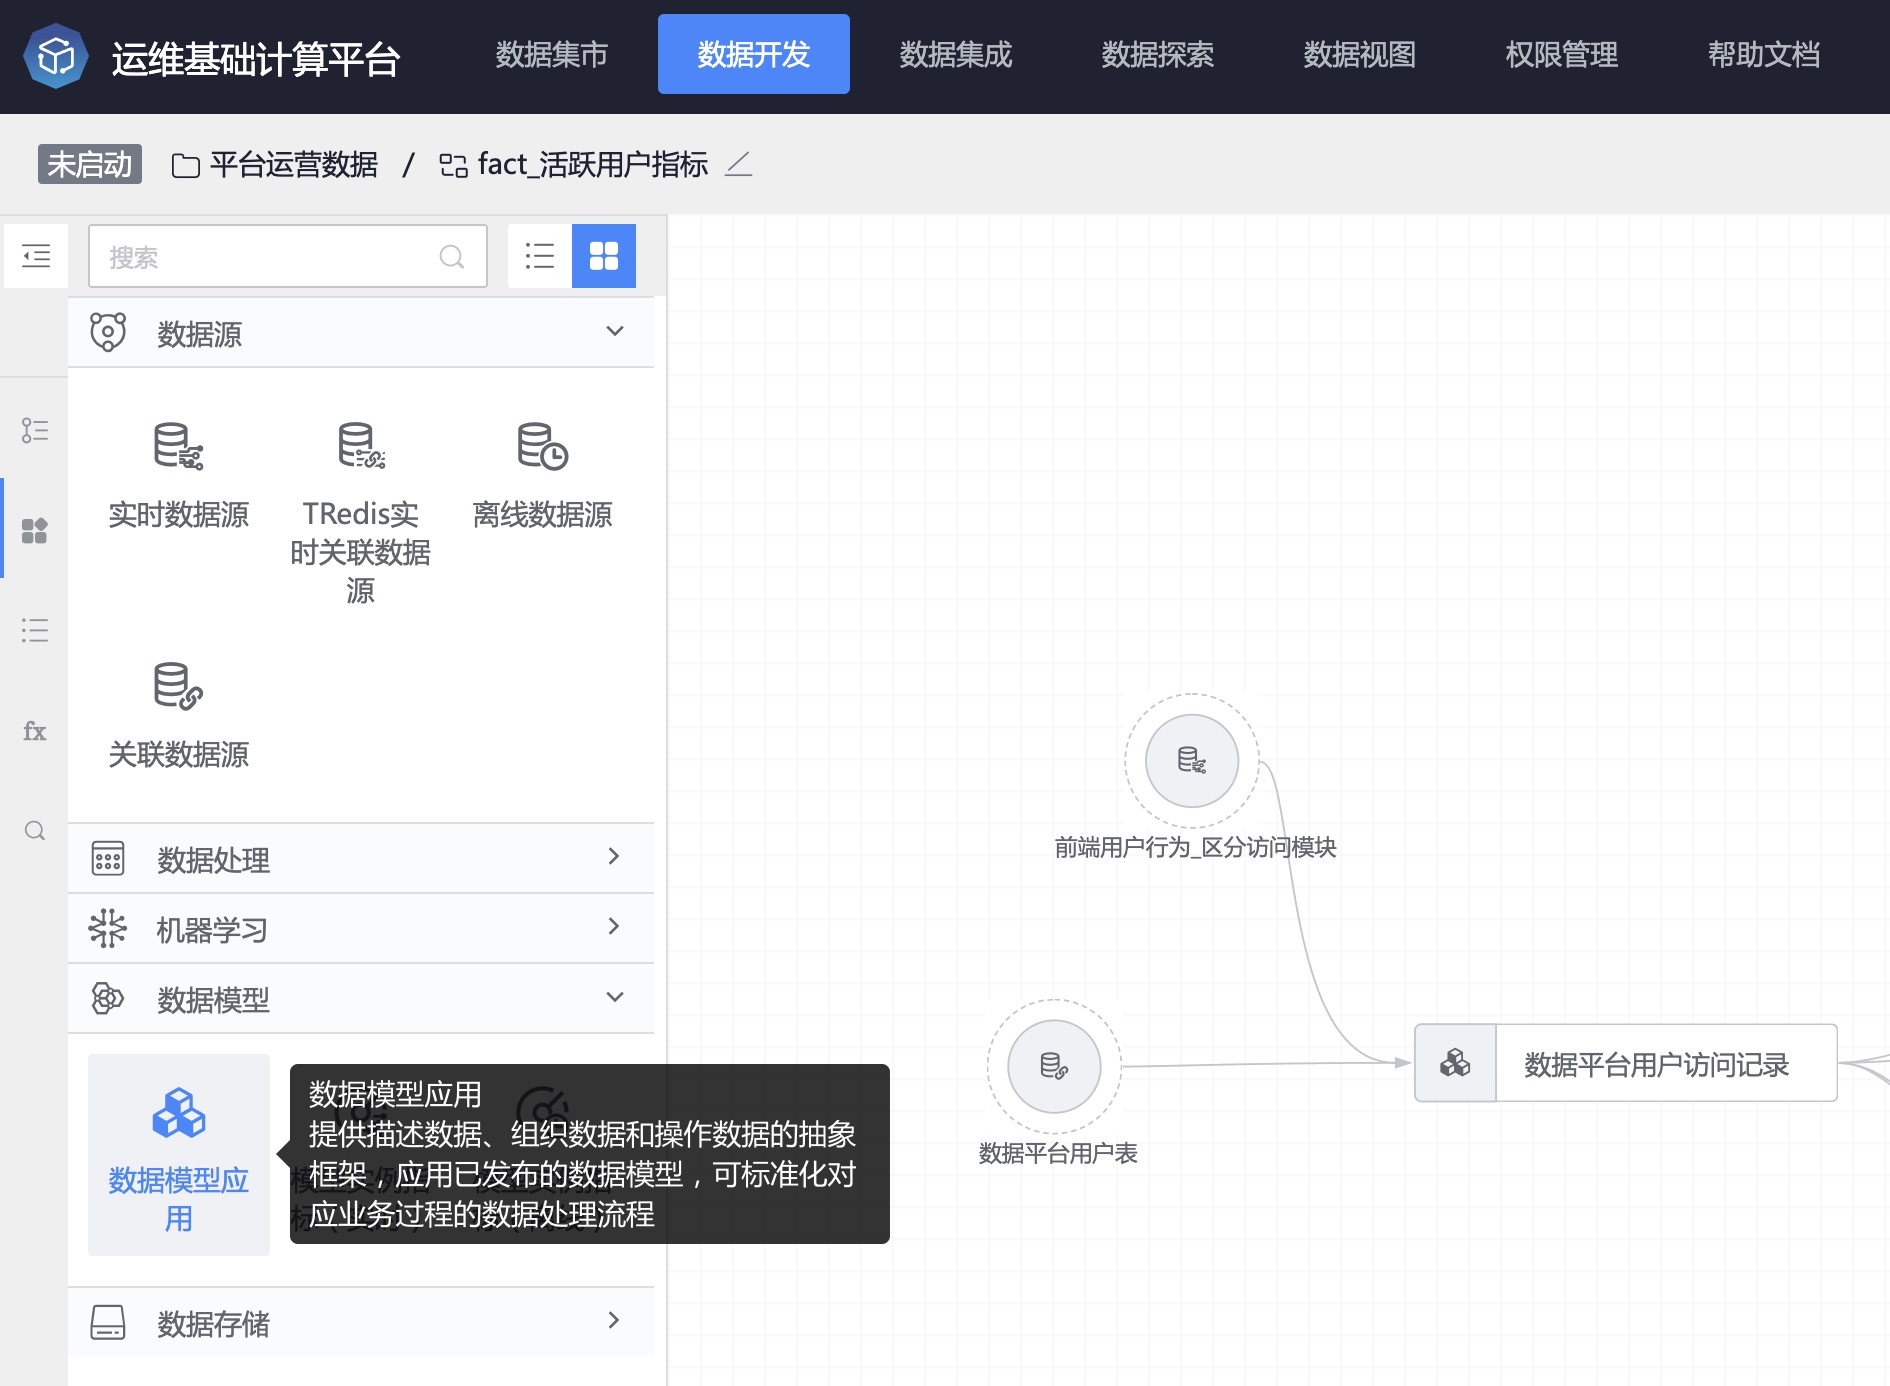 运维基础计算平台
数据集市
数据开发
数据集成
数据探索
数据视图
权限管理
帮助文档
未启动
平台运营数据 / fact_活跃用户指标
搜索
数据源
实时数据源
TRedis实
时关联数据
源
离线数据源
关联数据源
fx
数据处理
机器学习
数据模型
数据模型应
用
数据模型应用
提供描述数据、组织数据和操作数据的抽象
框架，应用已发布的数据模型，可标准化对
应业务过程的数据处理流程
数据存储
前端用户行为_区分访问模块
数据平台用户表
数据平台用户访问记录